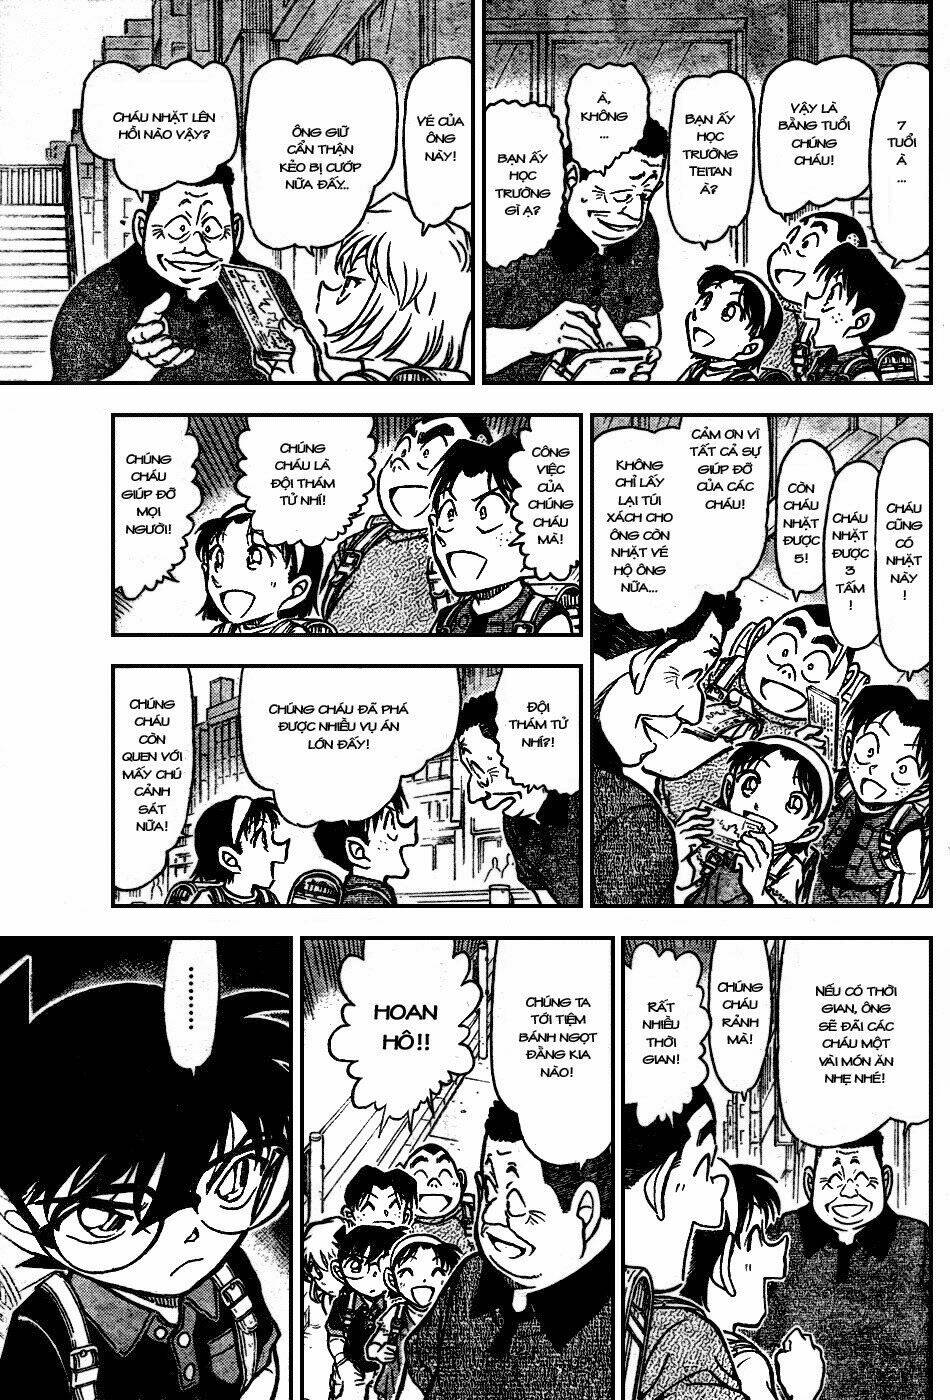 7
TUỔI
À
...
VẬY LÀ
BẰNG TUỔI
CHÚNG
CHÁU!
BẠN ẤY
HỌC
TRƯỜNG
TEITAN
À?
À,
KHÔNG
...
BẠN ẤY
HỌC
TRƯỜNG
GÌ Ạ?
VÉ CỦA
ÔNG
NÀY!
ÔNG GIỮ
CẨN THẬN
KẺO BỊ CƯỚP
NỮA ĐẤY...
CHÁU NHẶT LÊN
HỒI NÀO VẬY?
CHÁU
CŨNG
CÓ
NHẶT
NÀY
!
CHÁU
NHẶT
ĐƯỢC
3
TẤM
!
CÒN
CHÁU
NHẶT
ĐƯỢC
5!
CẢM ƠN VÌ
TẤT CẢ SỰ
GIÚP ĐỠ
CỦA CÁC
CHÁU!
KHÔNG
CHỈ LẤY
LẠI TÚI
XÁCH CHO
ÔNG CÒN
NHẶT VÉ
HỘ ÔNG
NỮA...
CÔNG
VIỆC
CỦA
CHÚNG
CHÁU
MÀ!
CHÚNG
CHÁU LÀ
ĐỘI THÁM
TỬ NHÍ!
CHÚNG
CHÁU
GIÚP ĐỠ
MỌI
NGƯỜI!
ĐỘI
THÁM TỬ
NHÍ?!
CHÚNG CHÁU ĐÃ PHÁ
ĐƯỢC NHIỀU VỤ ÁN
LỚN ĐẤY!
CHÚNG
CHÁU
CÒN
QUEN VỚI
MẤY CHÚ
CẢNH
SÁT
NỮA!
NẾU CÓ THỜI
GIAN, ÔNG
SẼ ĐÃI CÁC
CHÁU MỘT
VÀI MÓN ĂN
NHẸ NHÉ!
CHÚNG
CHÁU
RẢNH
MÀ!
RẤT
NHIỀU
THỜI
GIAN!
CHÚNG TA
TỚI TIỆM
BÁNH NGỌT
ĐẰNG KIA
NÀO!
HOAN
HÔ!!
.........